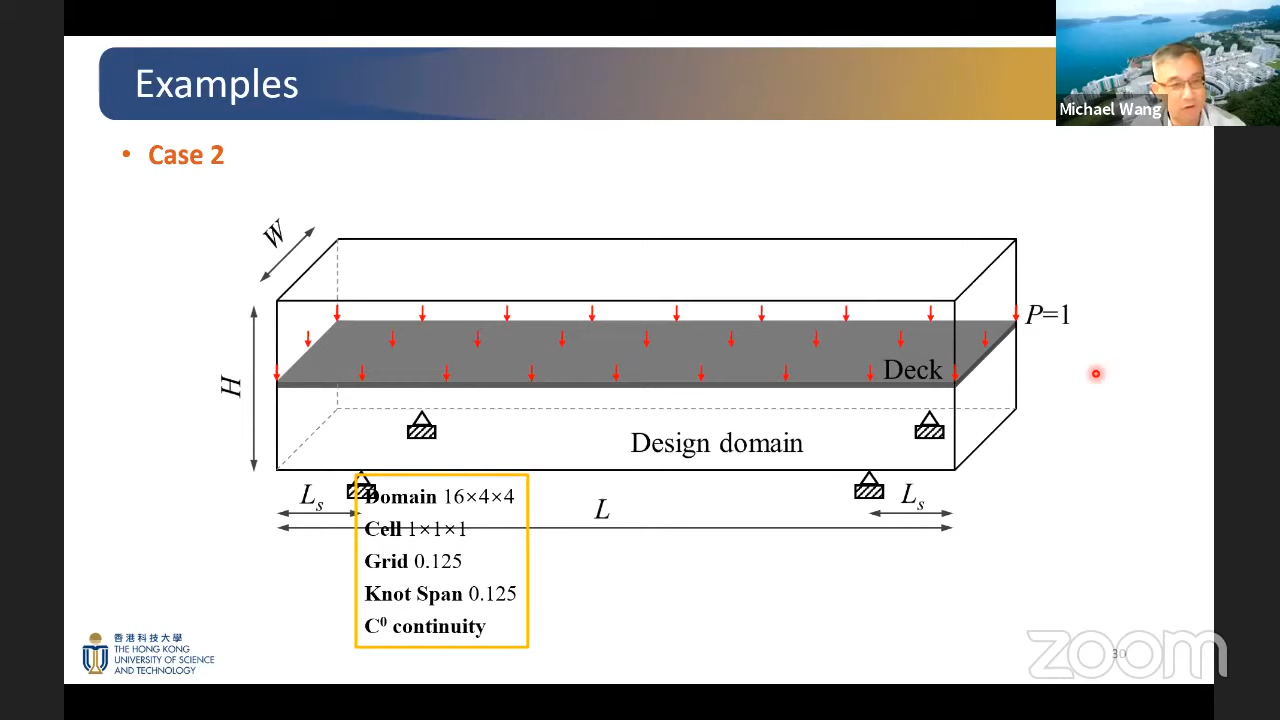 Examples
Michael Wang
• Case 2
W
P=1
H
Deck
Design domain
Ls
Ls
L
Domain 16×4×4
Cell 1×1×1
Grid 0.125
Knot Span 0.125
C⁰ continuity
香港科技大學
THE HONG KONG
UNIVERSITY OF SCIENCE
AND TECHNOLOGY
30
zoom